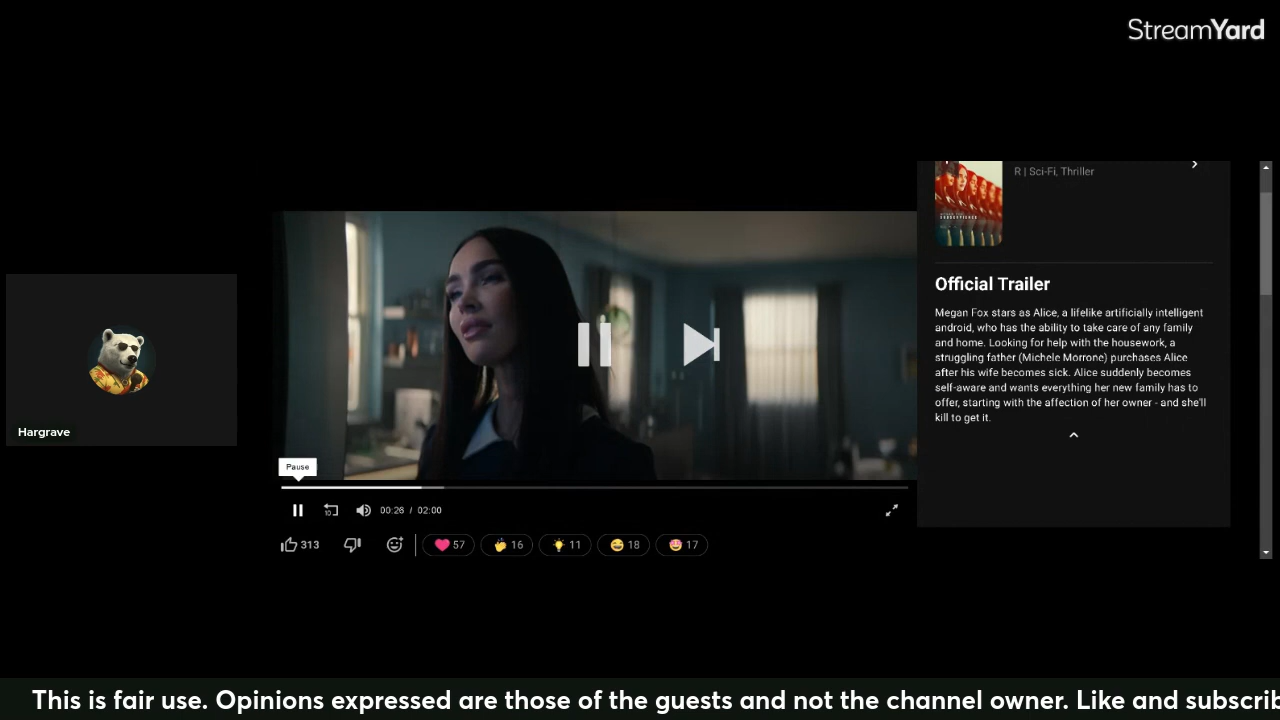 StreamYard
R | Sci-Fi, Thriller
Official Trailer
Megan Fox stars as Alice, a lifelike artificially intelligent
android, who has the ability to take care of any family
and home. Looking for help with the housework, a
struggling father (Michele Morrone) purchases Alice
after his wife becomes sick. Alice suddenly becomes
self-aware and wants everything her new family has to
offer, starting with the affection of her owner - and she'll
kill to get it.
Hargrave
Pause
10
00:26 / 02:00
313
57
16
11
18
17
This is fair use. Opinions expressed are those of the guests and not the channel owner. Like and subscrib